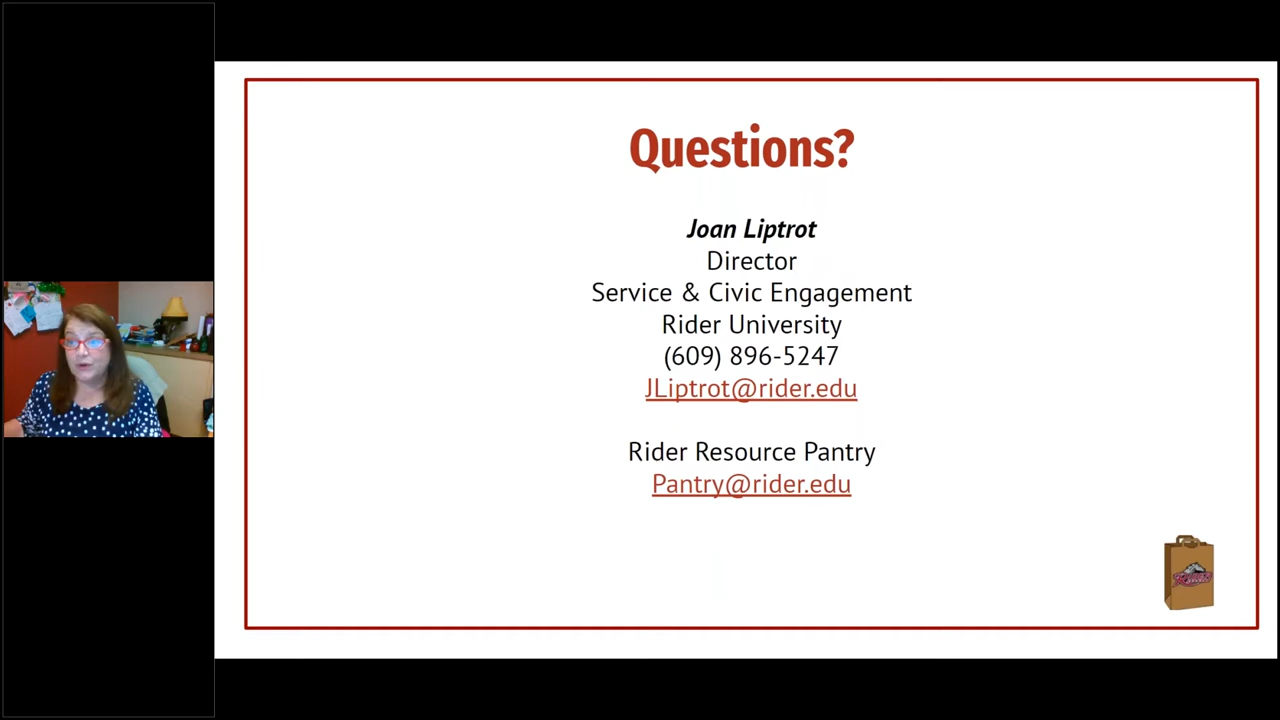 Questions?
Joan Liptrot
Director
Service & Civic Engagement
Rider University
(609) 896-5247
JLiptrot@rider.edu
Rider Resource Pantry
Pantry@rider.edu